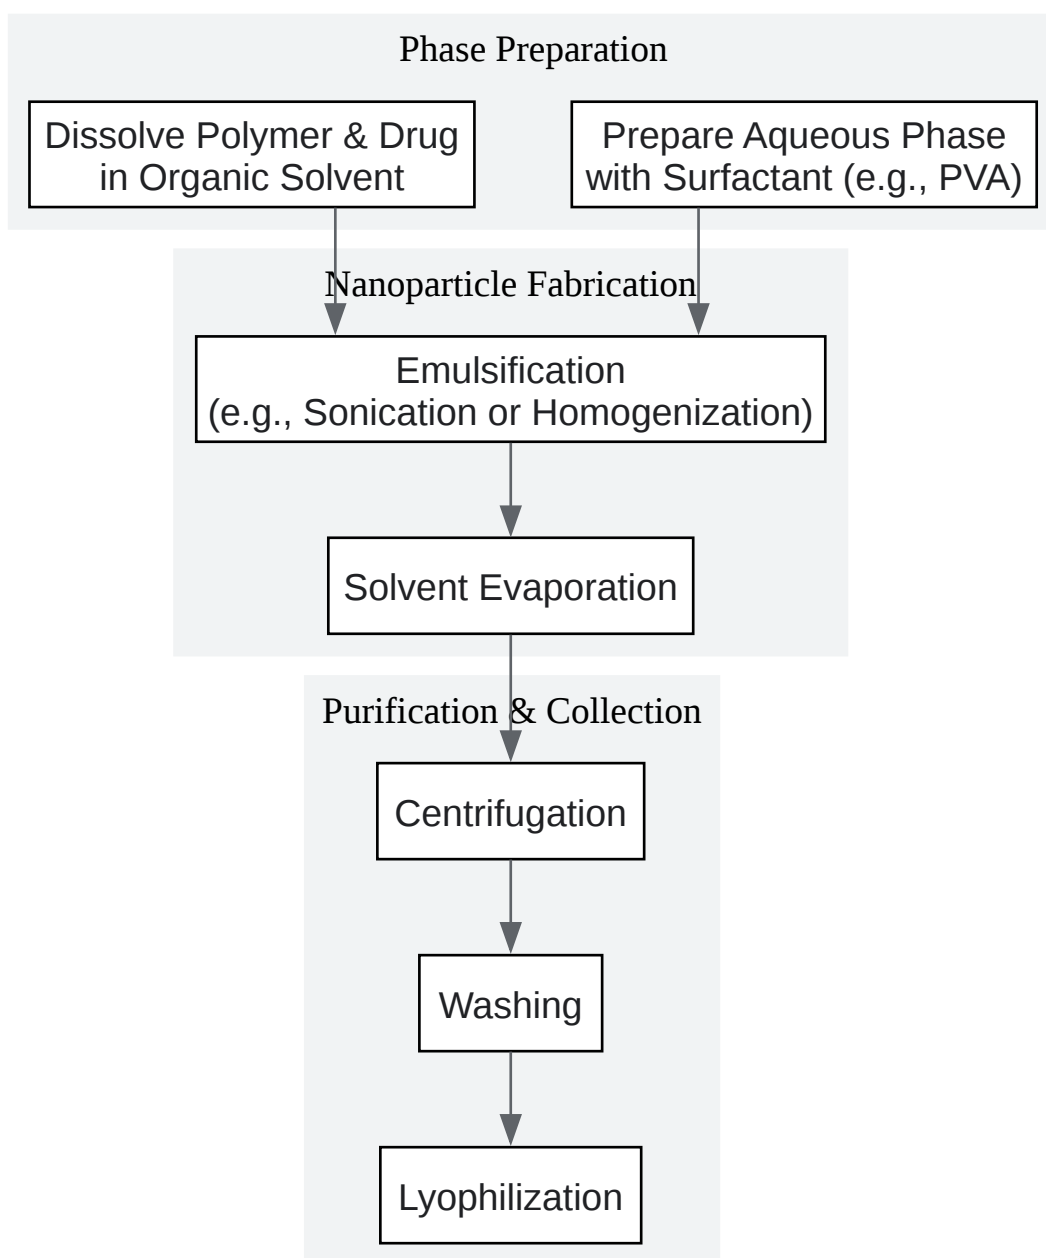 Phase Preparation
Dissolve Polymer & Drug
in Organic Solvent
Prepare Aqueous Phase
with Surfactant (e.g., PVA)
Nanoparticle Fabrication
Emulsification
(e.g., Sonication or Homogenization)
Solvent Evaporation
Purification & Collection
Centrifugation
Washing
Lyophilization